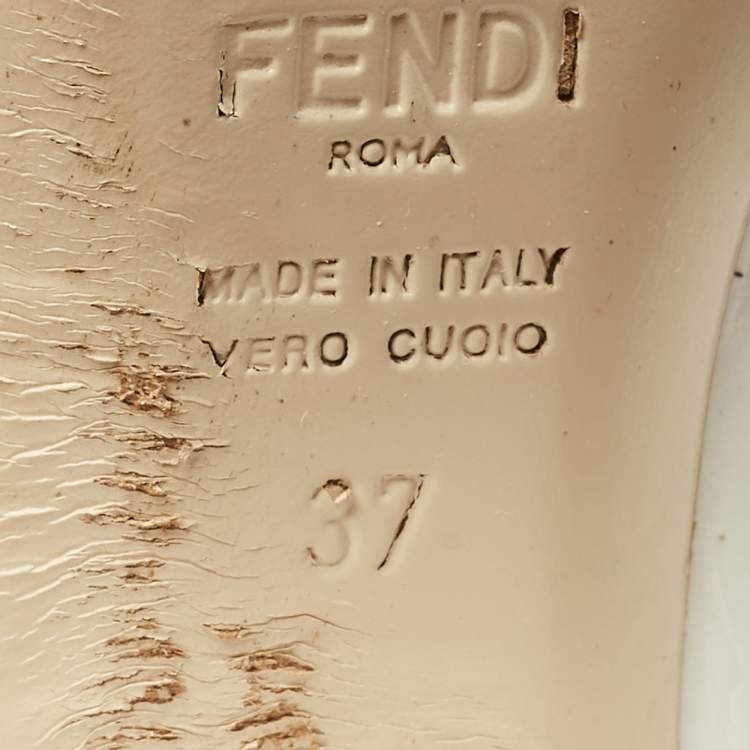 FENDI
ROMA
MADE IN ITALY
VERO CUOIO
37